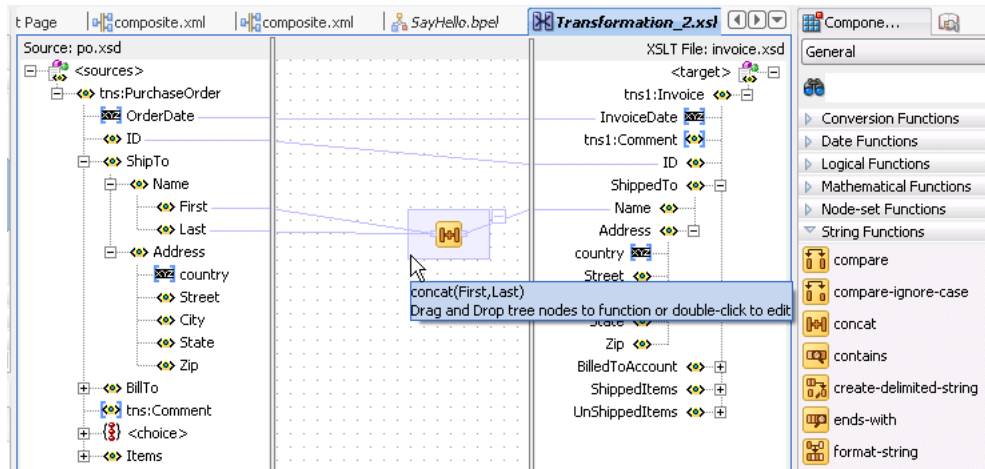 t Page
composite.xml
composite.xml
SayHello.bpel
Transformation_2.xsl
Compone...
Source: po.xsd
XSLT File: invoice.xsd
General
<sources>
<target>
tns:PurchaseOrder
tns1:Invoice
OrderDate
InvoiceDate
Conversion Functions
ID
tns1:Comment
Date Functions
ShipTo
ID
Logical Functions
Name
ShippedTo
Mathematical Functions
First
Name
Node-set Functions
Last
Address
String Functions
Address
country
compare
country
Street
concat(First,Last)
Drag and Drop tree nodes to function or double-click to edit
compare-ignore-case
Street
City
State
concat
State
Zip
Zip
contains
BillTo
BilledToAccount
create-delimited-string
tns:Comment
ShippedItems
<choice>
UnShippedItems
ends-with
Items
format-string